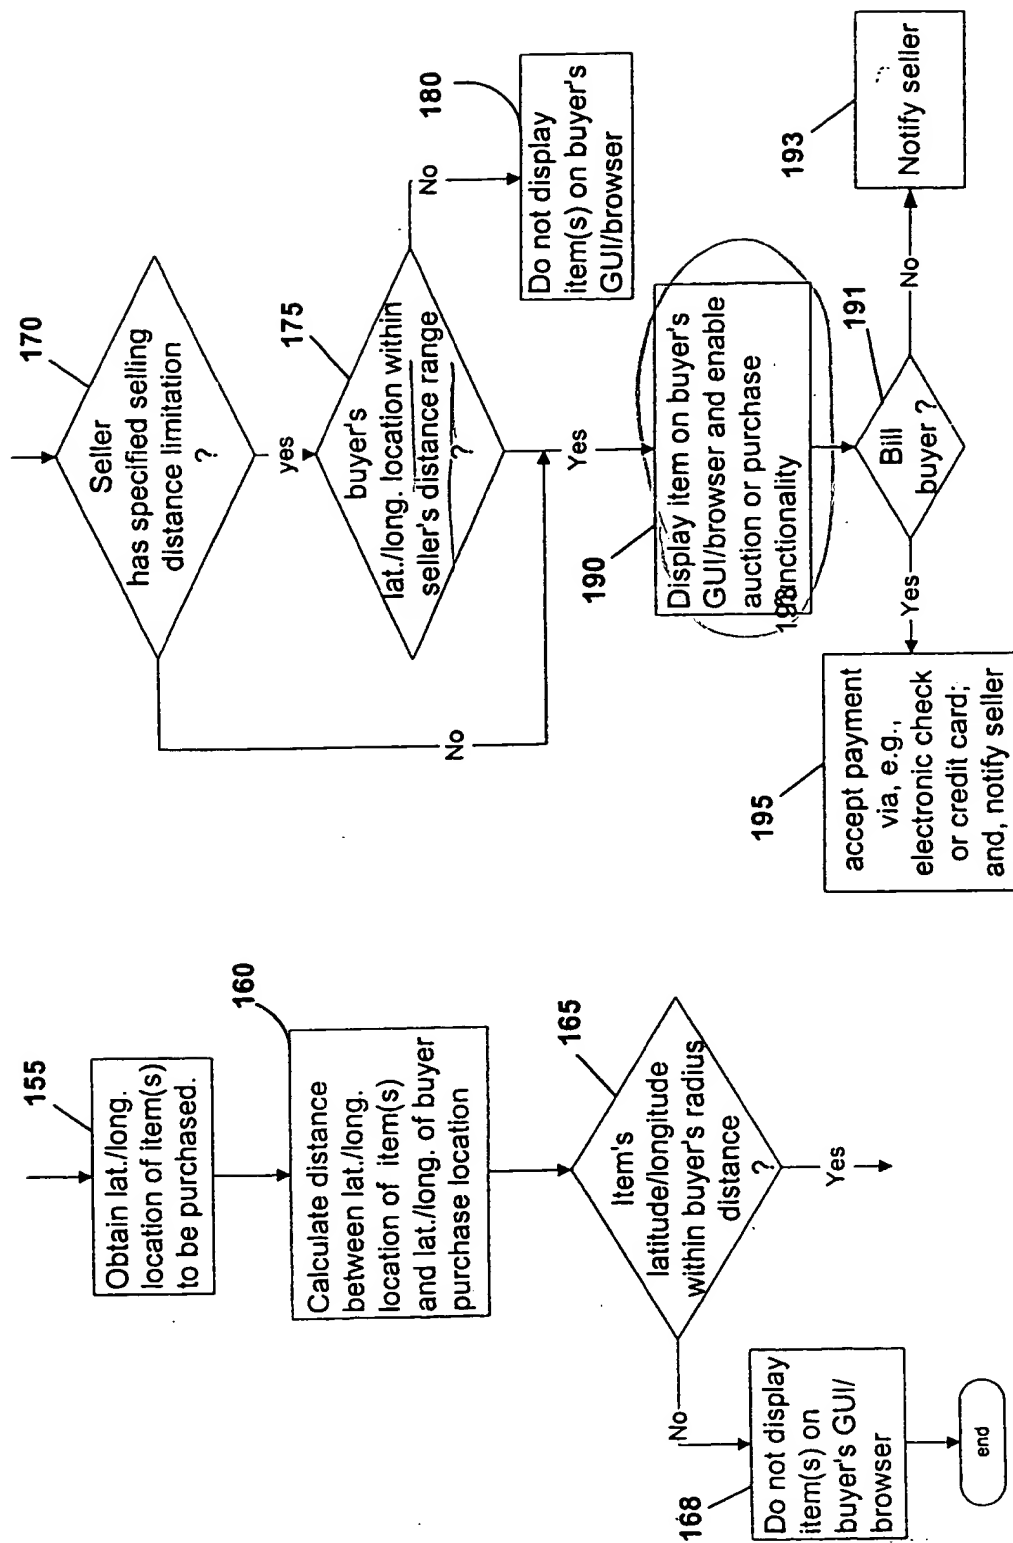 155
Obtain lat./long.
location of item(s)
to be purchased.
160
Calculate distance
between lat./long.
location of item(s)
and lat./long. of buyer
purchase location
165
Item's
latitude/longitude
within buyer's radius
distance
?
No
Yes
168
Do not display
item(s) on
buyer's GUI/
browser
end
170
Seller
has specified selling
distance limitation
?
yes
No
175
buyer's
lat./long. location within
seller's distance range
?
No
Yes
180
Do not display
item(s) on buyer's
GUI/browser
190
Display item on buyer's
GUI/browser and enable
auction or purchase
functionality
191
Bill
buyer ?
Yes
No
193
Notify seller
195
accept payment
via, e.g.,
electronic check
or credit card;
and, notify seller